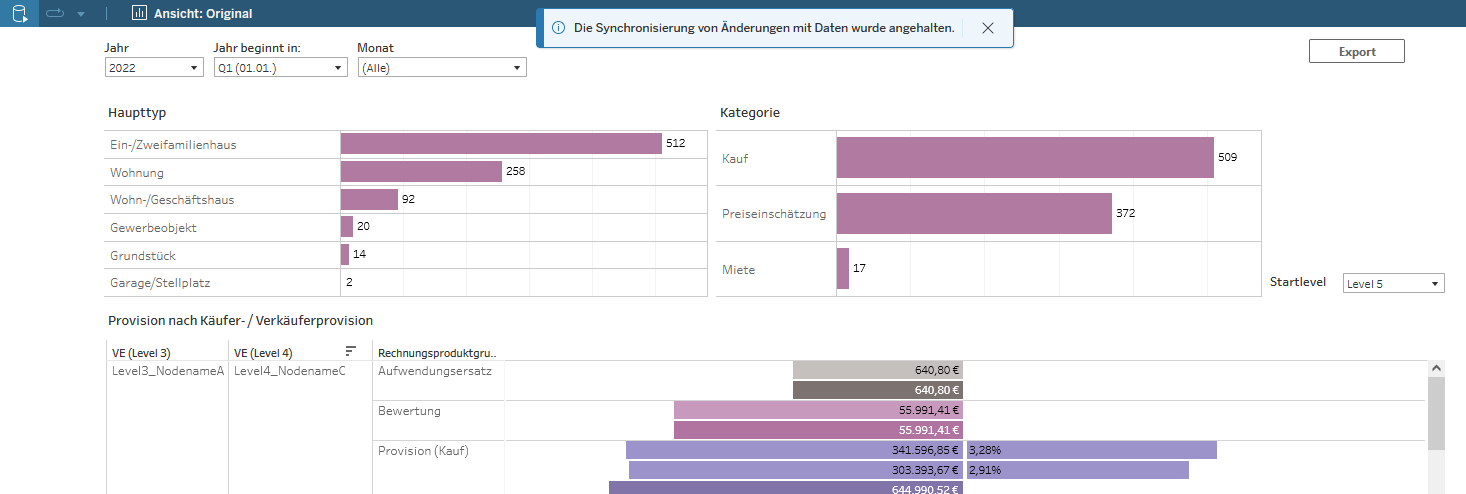 Ansicht: Original
Die Synchronisierung von Änderungen mit Daten wurde angehalten.
Jahr
Jahr beginnt in:
Monat
2022
Q1 (01.01.)
(Alle)
Export
Haupttyp
Ein-/Zweifamilienhaus 512
Wohnung 258
Wohn-/Geschäftshaus 92
Gewerbeobjekt 20
Grundstück 14
Garage/Stellplatz 2
Kategorie
Kauf 509
Preiseinschätzung 372
Miete 17
Startlevel Level 5
Provision nach Käufer- / Verkäuferprovision
VE (Level 3) VE (Level 4) Rechnungsproduktgru..
Level3_NodenameA Level4_NodenameC Aufwendungsersatz 640,80 €
640,80 €
Bewertung 55.991,41 €
55.991,41 €
Provision (Kauf) 341.596,85 € 3,28%
303.393,67 € 2,91%
644.990,52 €